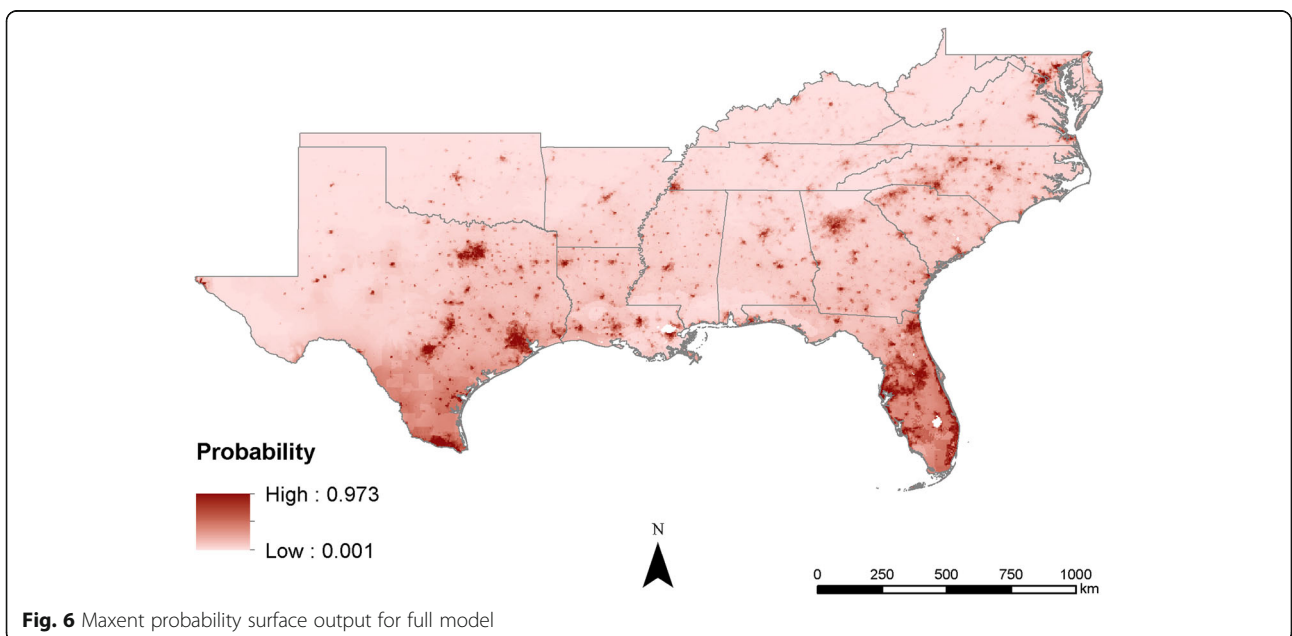 Probability
High : 0.973
Low : 0.001
N
0 250 500 750 1000
km
Fig. 6 Maxent probability surface output for full model